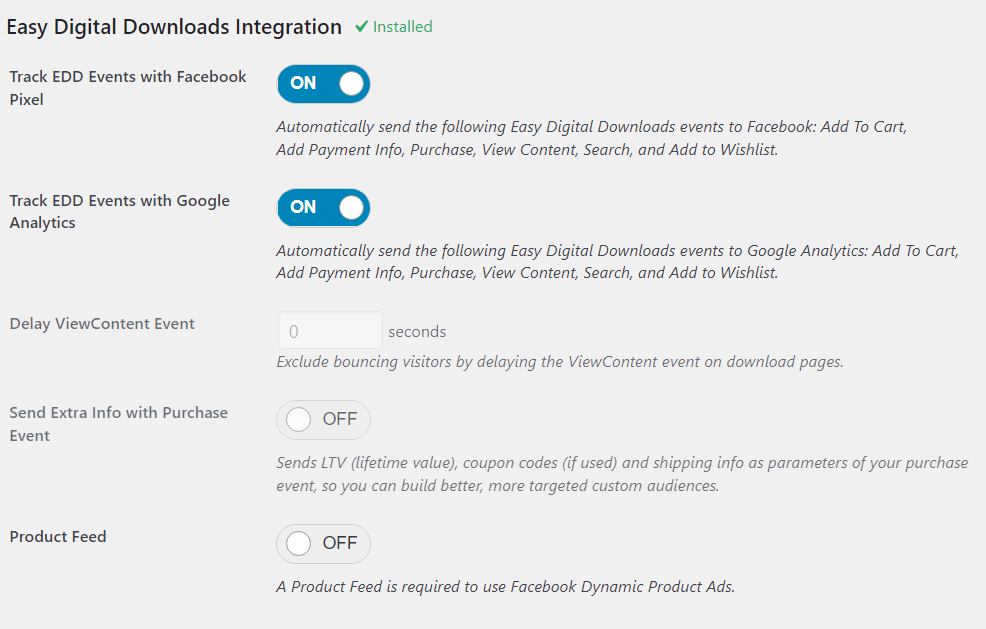 Easy Digital Downloads Integration ✔ Installed
Track EDD Events with Facebook
Pixel
ON
Automatically send the following Easy Digital Downloads events to Facebook: Add To Cart,
Add Payment Info, Purchase, View Content, Search, and Add to Wishlist.
Track EDD Events with Google
Analytics
ON
Automatically send the following Easy Digital Downloads events to Google Analytics: Add To Cart,
Add Payment Info, Purchase, View Content, Search, and Add to Wishlist.
Delay ViewContent Event
0 seconds
Exclude bouncing visitors by delaying the ViewContent event on download pages.
Send Extra Info with Purchase
Event
OFF
Sends LTV (lifetime value), coupon codes (if used) and shipping info as parameters of your purchase
event, so you can build better, more targeted custom audiences.
Product Feed
OFF
A Product Feed is required to use Facebook Dynamic Product Ads.